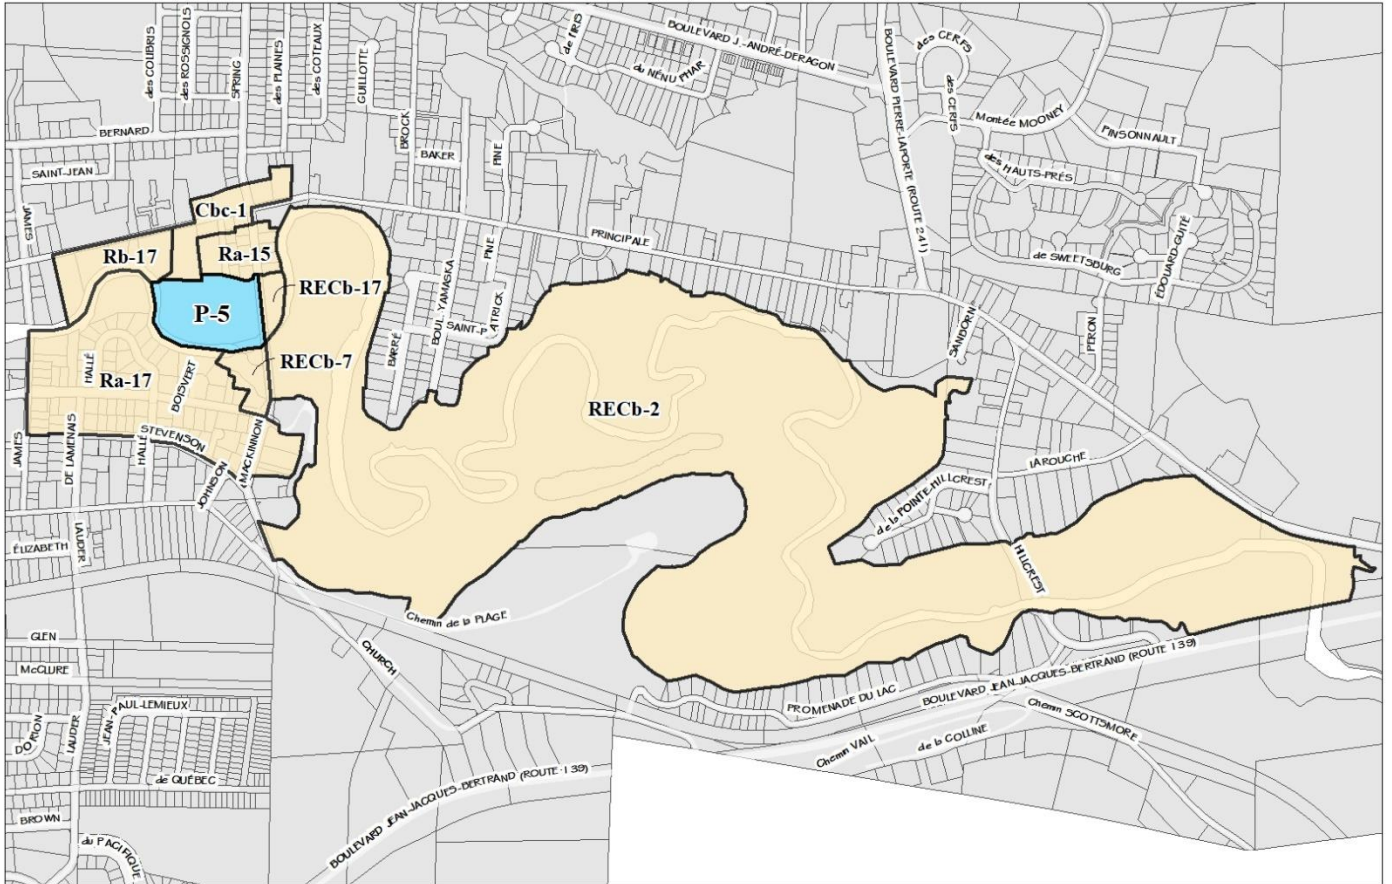 BOULEVARD J.-ANDRÉ-DERAGON
de l'IRIS
du NÉNUPHAR
des COLIBRIS
des ROSSIGNOLS
SPRING
des PLAINES
des COTEAUX
GUILLOTTE
BROCK
BOULEVARD PIERRE-LAPORTE (ROUTE 241)
des CERFS
des CERFS
Montée MOONEY
PINSONNAULT
BERNARD
BAKER
PINE
des HAUTS-PRÉS
SAINT-JEAN
JAMES
Cbc-1
ÉDOUARD-GUITÉ
PRINCIPALE
Rb-17
Ra-15
PINE
de SWEETSBURG
BOUL. YAMASKA
RECb-17
P-5
SAINT-PATRICK
SANBORN
PERON
BARRÉ
RECb-7
HALLÉ
Ra-17
BOISVERT
RECb-2
STEVENSON
MACKINNON
JAMES
DE LAMENAIS
HALLÉ
LAROUCHE
JOHNSON
de la POINTE-HILLCREST
ÉLIZABETH
LAUDER
HILLCREST
Chemin de la PLAGE
GLEN
CHURCH
McCLURE
BOULEVARD JEAN-JACQUES-BERTRAND (ROUTE 139)
PROMENADE DU LAC
JEAN-PAUL-LEMIEUX
Chemin SCOTTSMORE
DORION
LAUDER
de la COLLINE
Chemin VAIL
de QUÉBEC
BOULEVARD JEAN-JACQUES-BERTRAND (ROUTE 139)
BROWN
du PACIFIQUE